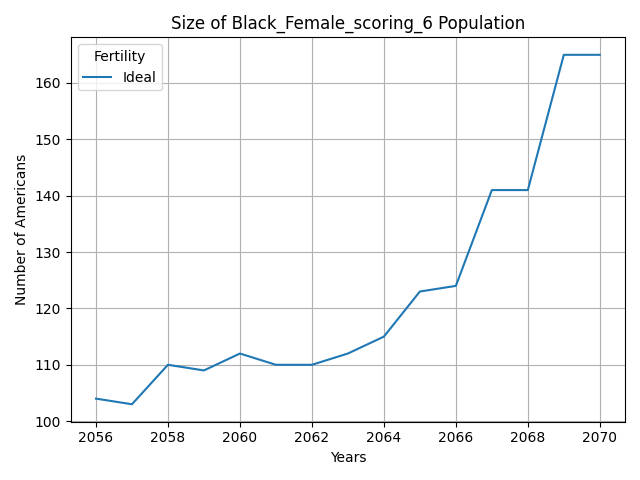 Size of Black_Female_scoring_6 Population
Fertility
Ideal
Number of Americans
160
150
140
130
120
110
100
2056 2058 2060 2062 2064 2066 2068 2070
Years